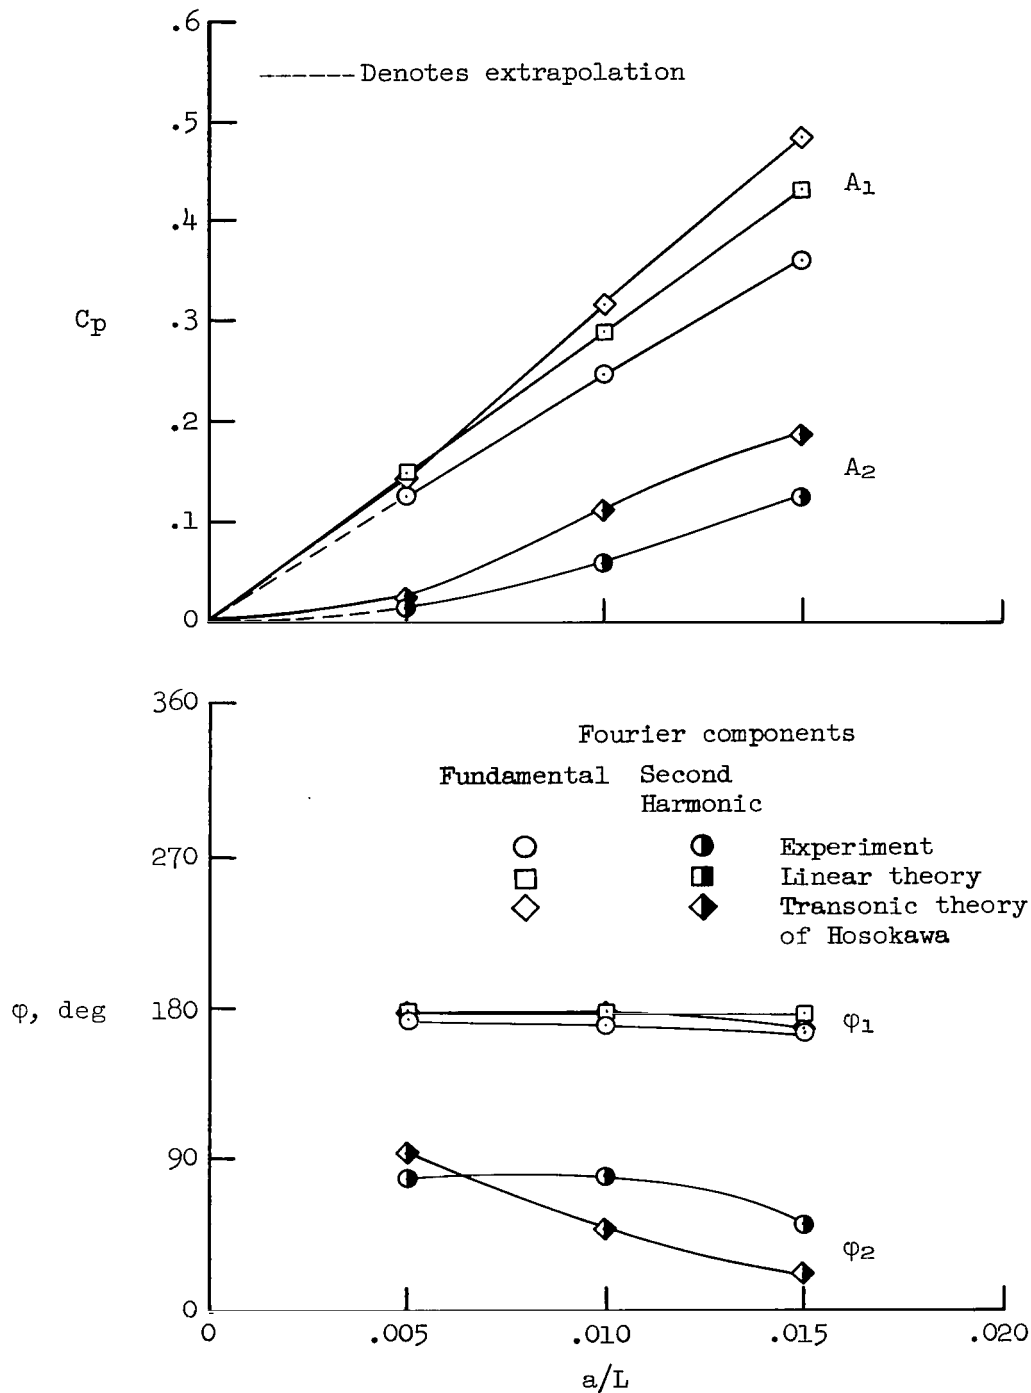 .6
------ Denotes extrapolation
.5
A1
.4
Cp
.3
.2
A2
.1
0
360
Fourier components
Fundamental Second
Harmonic
270
Experiment
Linear theory
Transonic theory
of Hosokawa
φ, deg
180
φ1
90
φ2
0
0 .005 .010 .015 .020
a/L